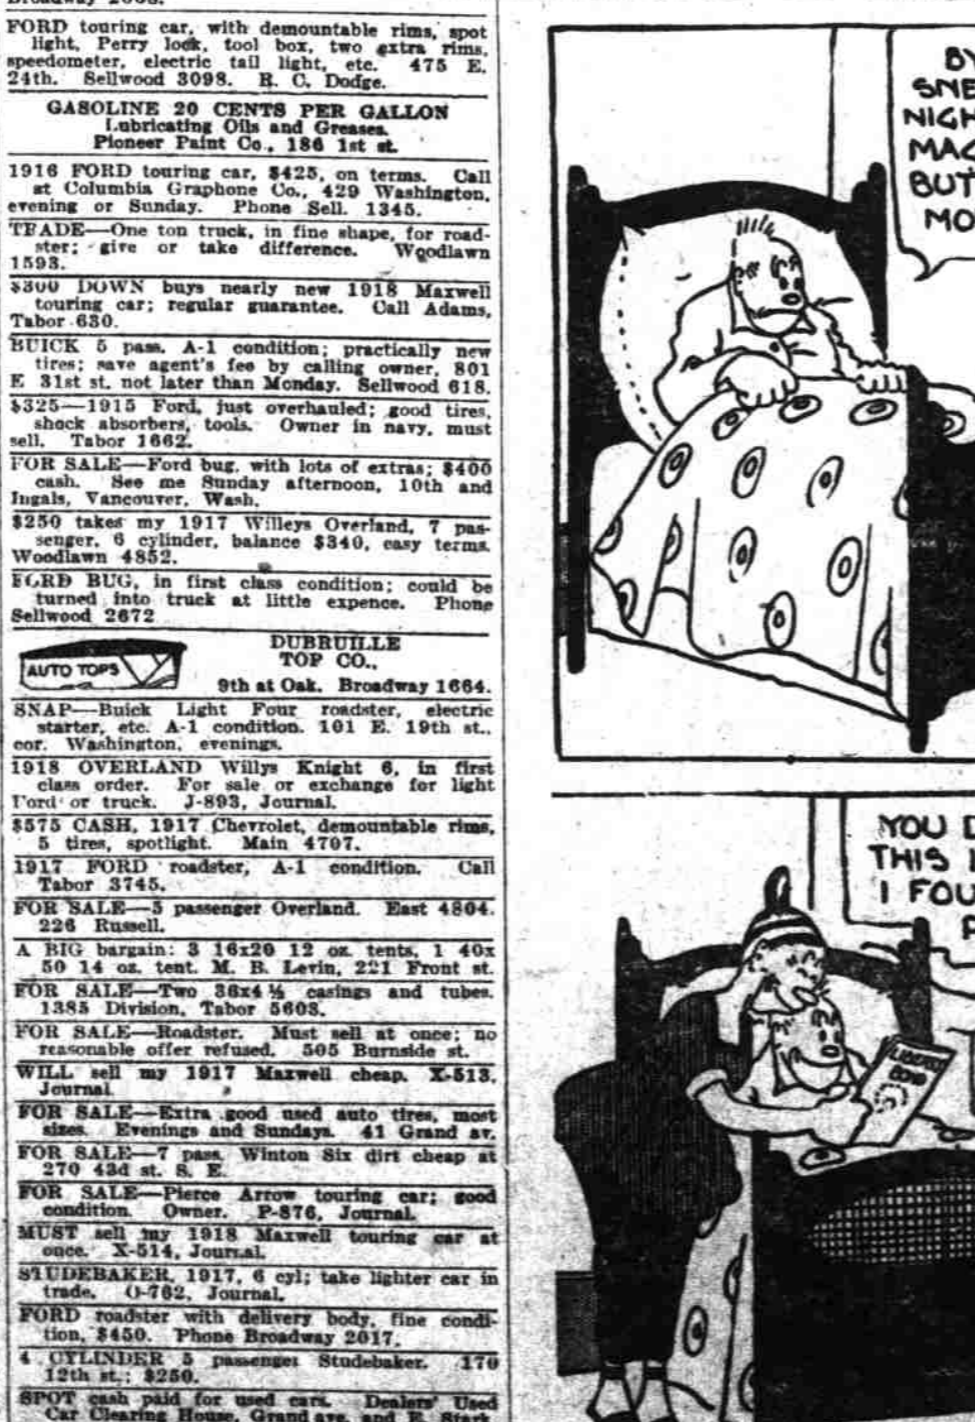 Broadway
FORD touring car, with demountable rims, spot
light, Perry lock, tool box, two extra rims,
speedometer, electric tail light, etc. 475 E.
24th. Sellwood 3098. R. C. Dodge.
GASOLINE 20 CENTS PER GALLON
Lubricating Oils and Greases.
Pioneer Paint Co., 186 1st st.
1916 FORD touring car, $425, on terms. Call
at Columbia Graphone Co., 429 Washington,
evening or Sunday. Phone Sell. 1345.
TRADE—One ton truck, in fine shape, for road-
ster; give or take difference. Woodlawn
1593.
$300 DOWN buys nearly new 1918 Maxwell
touring car; regular guarantee. Call Adams,
Tabor 630.
BUICK 5 pass. A-1 condition; practically new
tires; save agent's fee by calling owner, 801
E 31st st. not later than Monday. Sellwood 618.
$325—1915 Ford, just overhauled; good tires,
shock absorbers, tools. Owner in navy, must
sell. Tabor 1662.
FOR SALE—Ford bug, with lots of extras; $400
cash. See me Sunday afternoon, 10th and
Ingals, Vancouver, Wash.
$250 takes my 1917 Willeys Overland, 7 pas-
senger, 6 cylinder, balance $340, easy terms.
Woodlawn 4852.
FORD BUG, in first class condition; could be
turned into truck at little expence. Phone
Sellwood 2672
AUTO TOPS
DUBRUILLE
TOP CO.,
9th at Oak. Broadway 1664.
SNAP—Buick Light Four roadster, electric
starter, etc. A-1 condition. 101 E. 19th st.,
cor. Washington, evenings.
1918 OVERLAND Willys Knight 6, in first
class order. For sale or exchange for light
Ford or truck. J-893, Journal.
$575 CASH, 1917 Chevrolet, demountable rims,
5 tires, spotlight. Main 4707.
1917 FORD roadster, A-1 condition. Call
Tabor 3745.
FOR SALE—5 passenger Overland. East 4804.
226 Russell.
A BIG bargain: 3 16x20 12 oz. tents, 1 40x
50 14 oz. tent. M. B. Levin, 221 Front st.
FOR SALE—Two 36x4½ casings and tubes.
1385 Division, Tabor 5603.
FOR SALE—Roadster. Must sell at once; no
reasonable offer refused. 505 Burnside st.
WILL sell my 1917 Maxwell cheap. X-513,
Journal.
FOR SALE—Extra good used auto tires, most
sizes. Evenings and Sundays. 41 Grand av.
FOR SALE—7 pass. Winton Six dirt cheap at
270 43d st. S. E.
FOR SALE—Pierce Arrow touring car; good
condition. Owner. P-876, Journal.
MUST sell my 1918 Maxwell touring car at
once. X-514, Journal.
STUDEBAKER, 1917, 6 cyl; take lighter car in
trade. O-762, Journal.
FORD roadster with delivery body, fine condi-
tion, $450. Phone Broadway 2017.
4 CYLINDER 5 passenger Studebaker. 170
12th st.; $250.
SPOT cash paid for used cars. Dealers' Used
Car Clearing House, Grand ave. and E. Stark
BY
SNE
NIGH
MAG
BUT
MO
YOU D
THIS
I FOU
LIBERTY
BOND